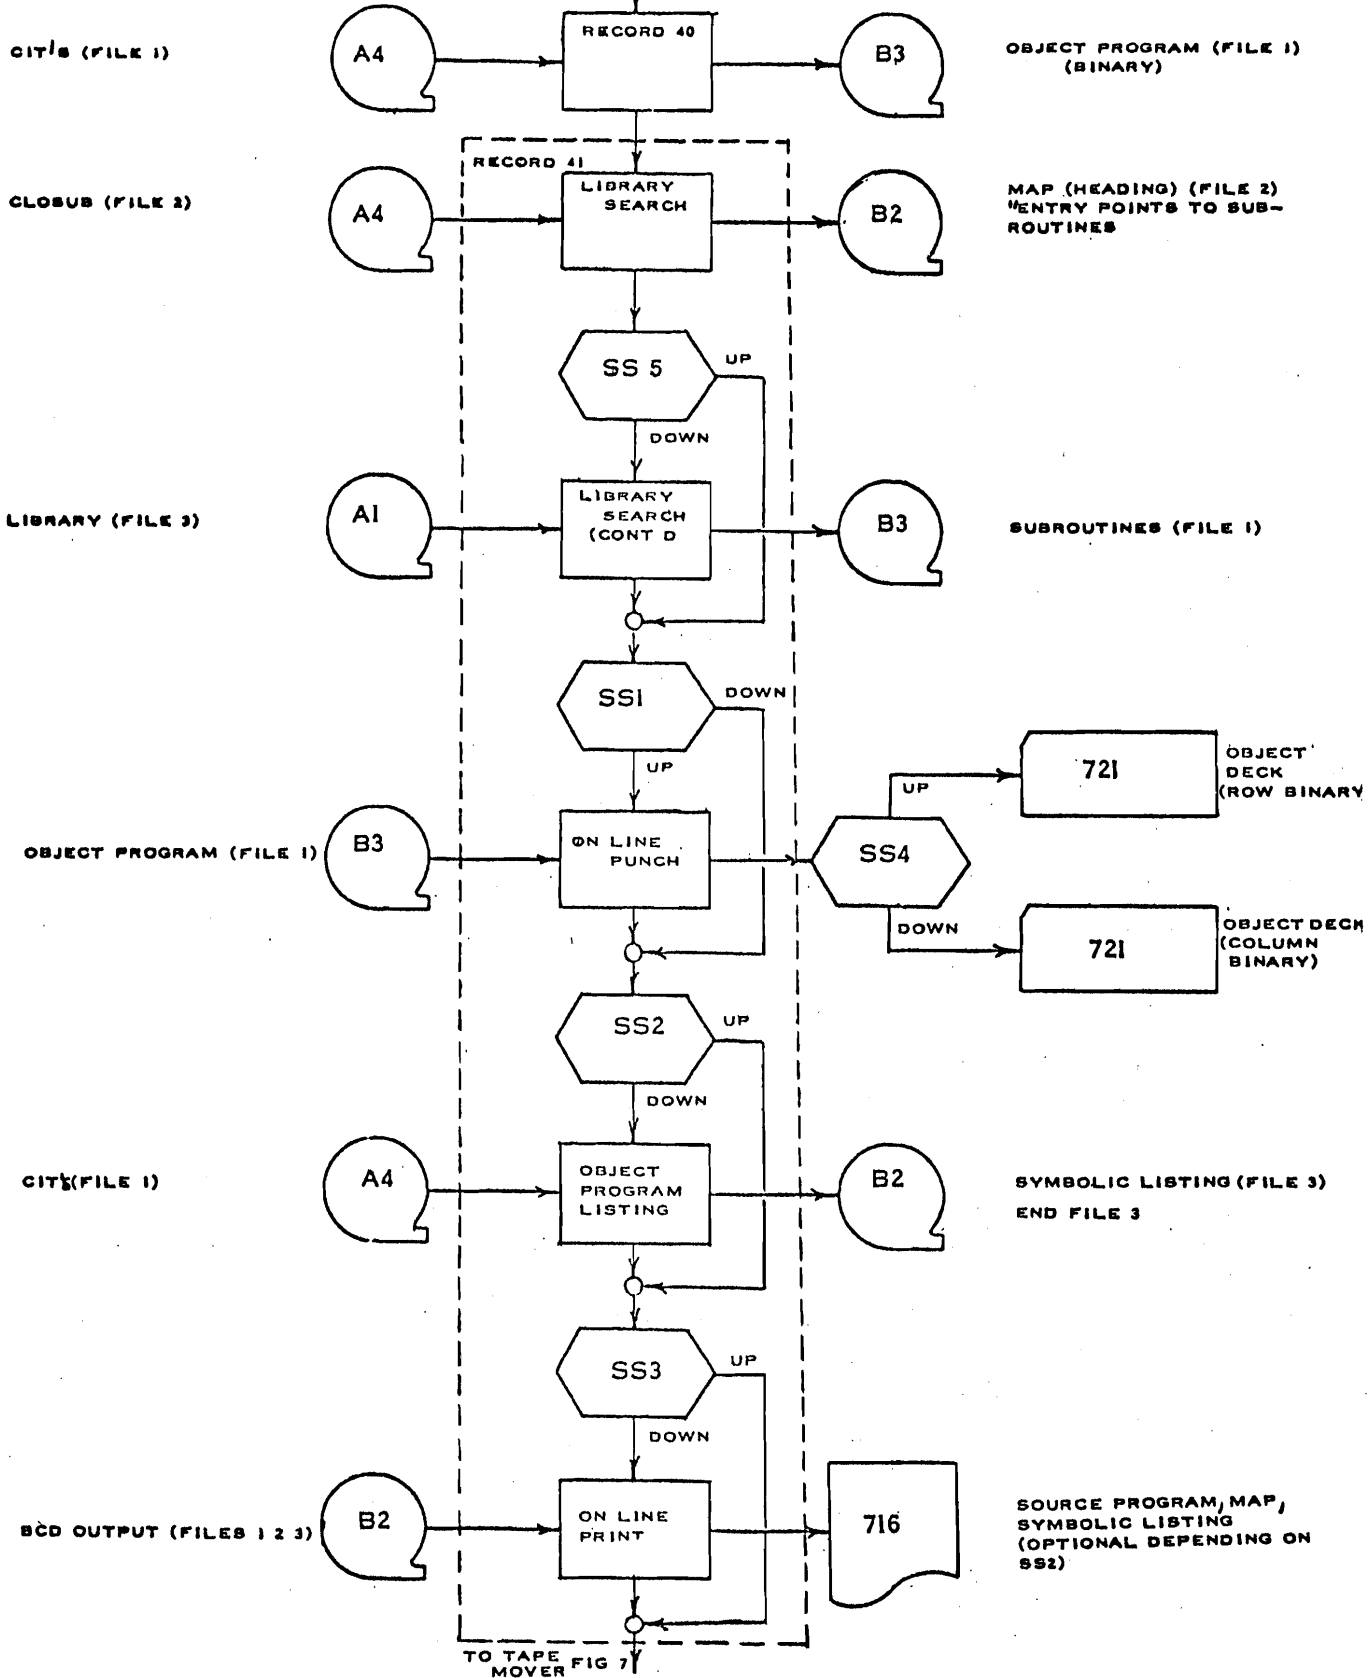 CIT'S (FILE 1)
A4
RECORD 40
B3
OBJECT PROGRAM (FILE 1)
(BINARY)
RECORD 41
CLOSUB (FILE 2)
A4
LIBRARY
SEARCH
B2
MAP (HEADING) (FILE 2)
"ENTRY POINTS TO SUB-
ROUTINES
SS 5
UP
DOWN
LIBRARY (FILE 3)
A1
LIBRARY
SEARCH
(CONT D
B3
SUBROUTINES (FILE 1)
SS1
DOWN
UP
OBJECT PROGRAM (FILE 1)
B3
ON LINE
PUNCH
SS4
UP
721
OBJECT
DECK
(ROW BINARY
DOWN
721
OBJECT DECK
(COLUMN
BINARY)
SS2
UP
DOWN
CIT'S (FILE 1)
A4
OBJECT
PROGRAM
LISTING
B2
SYMBOLIC LISTING (FILE 3)
END FILE 3
SS3
UP
DOWN
BCD OUTPUT (FILES 1 2 3)
B2
ON LINE
PRINT
716
SOURCE PROGRAM, MAP,
SYMBOLIC LISTING
(OPTIONAL DEPENDING ON
SS2)
TO TAPE
MOVER FIG 7